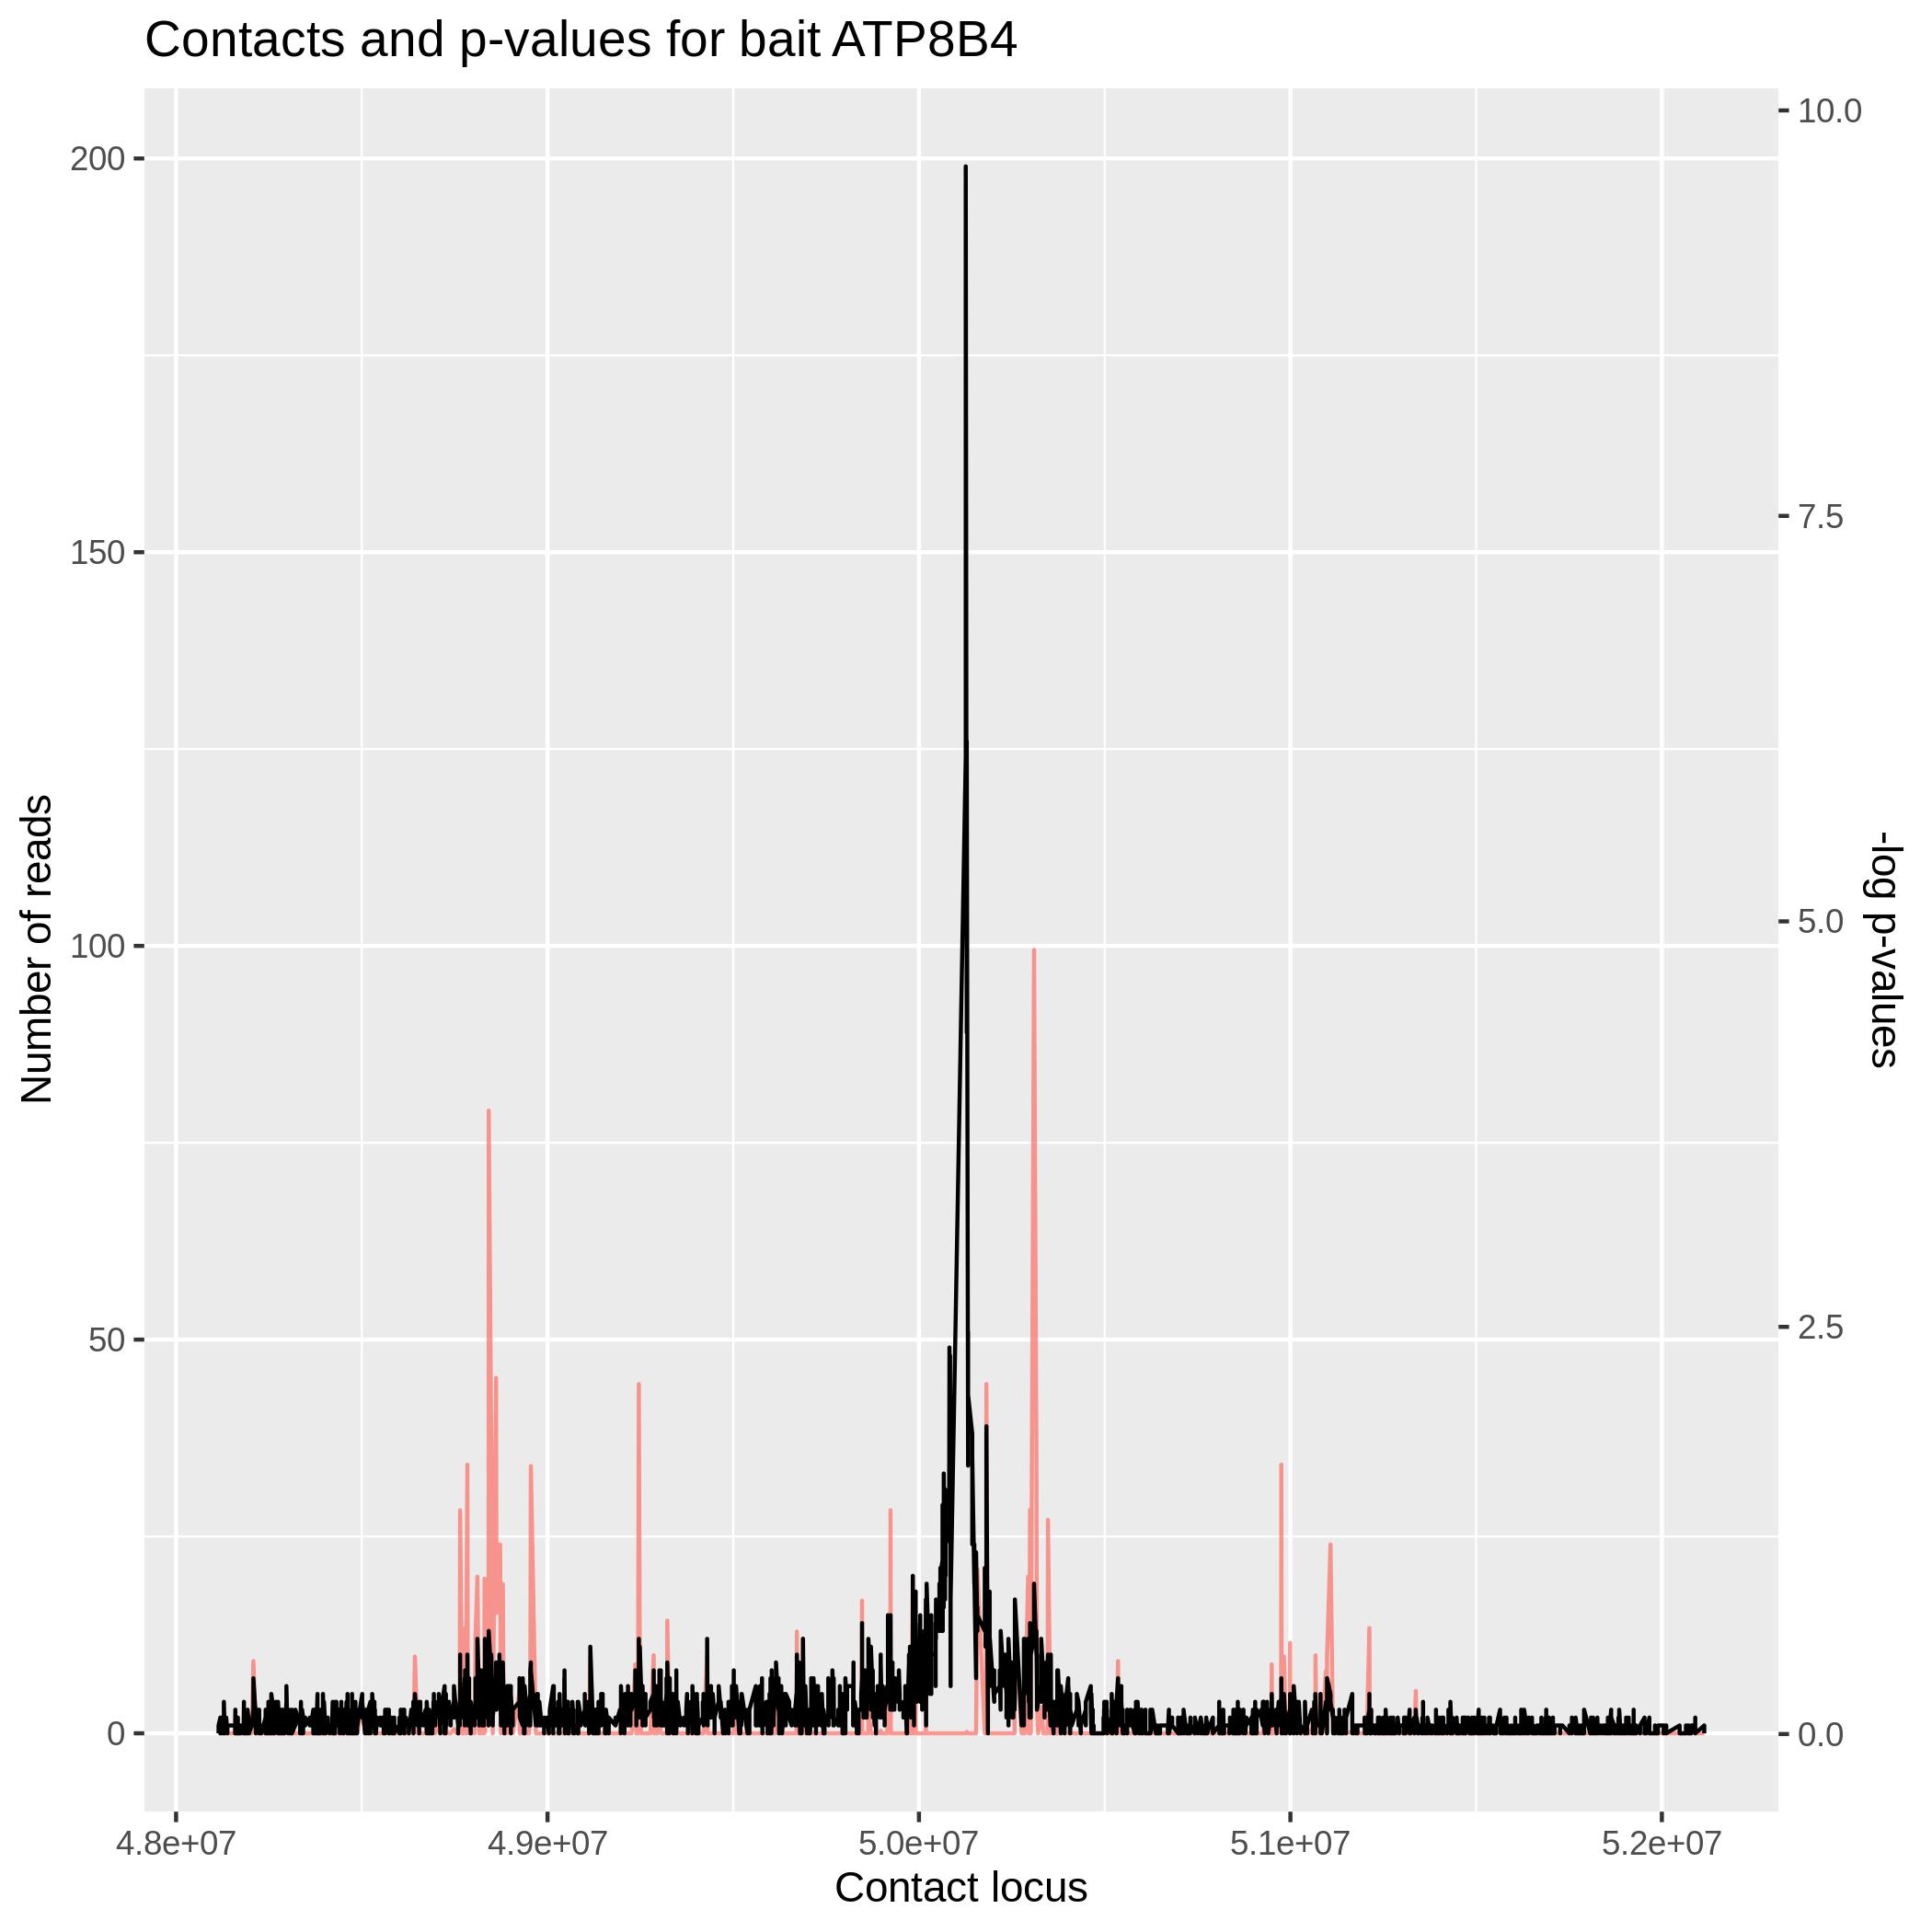 Contacts and p-values for bait ATP8B4
200
150
100
50
0
Number of reads
10.0
7.5
5.0
2.5
0.0
-log p-values
4.8e+07 4.9e+07 5.0e+07 5.1e+07 5.2e+07
Contact locus